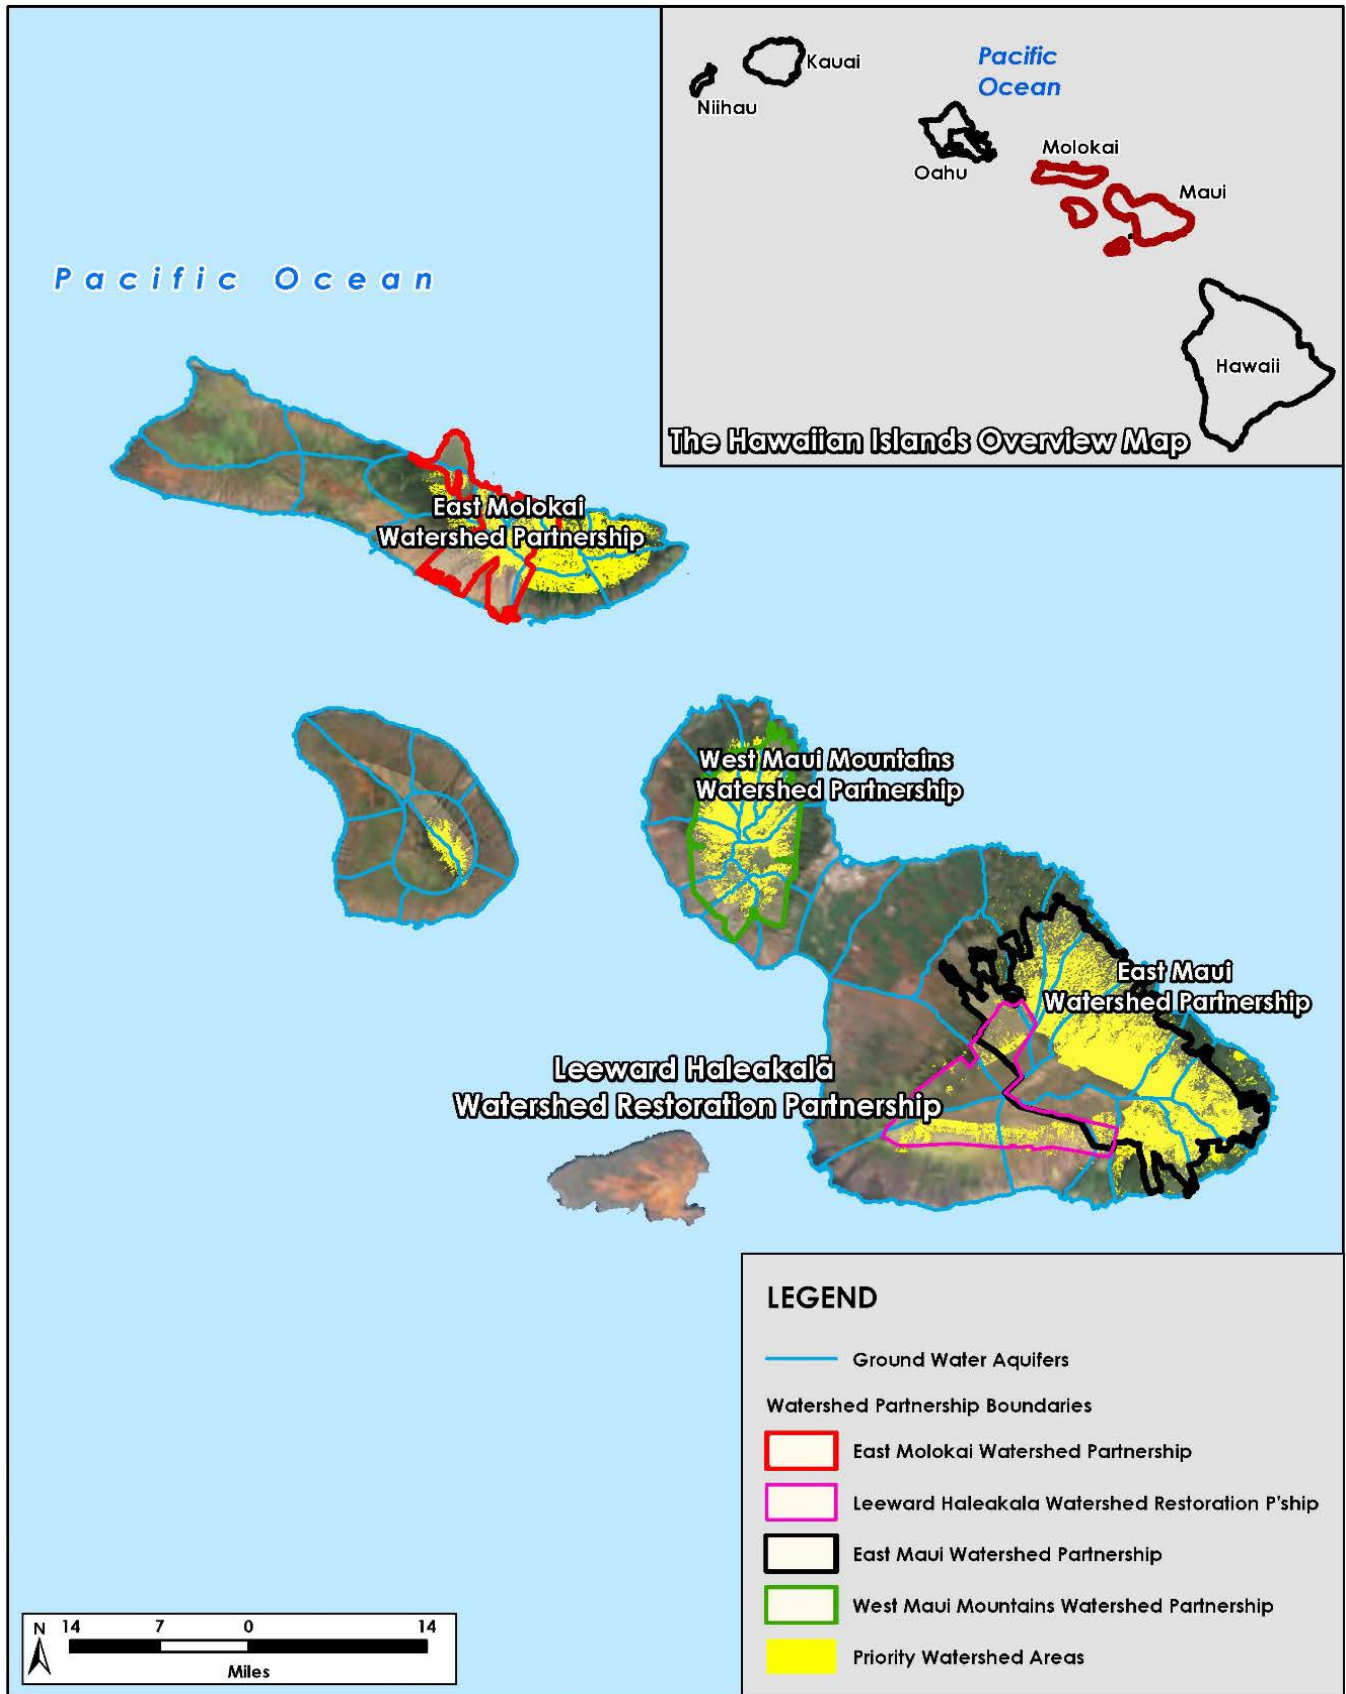 Kauai
Niihau
Pacific
Ocean
Oahu
Molokai
Maui
Hawaii
The Hawaiian Islands Overview Map
Pacific Ocean
East Molokai
Watershed Partnership
West Maui Mountains
Watershed Partnership
East Maui
Watershed Partnership
Leeward Haleakalā
Watershed Restoration Partnership
LEGEND
Ground Water Aquifers
Watershed Partnership Boundaries
East Molokai Watershed Partnership
Leeward Haleakala Watershed Restoration P'ship
East Maui Watershed Partnership
West Maui Mountains Watershed Partnership
Priority Watershed Areas
N
14 7 0 14
Miles